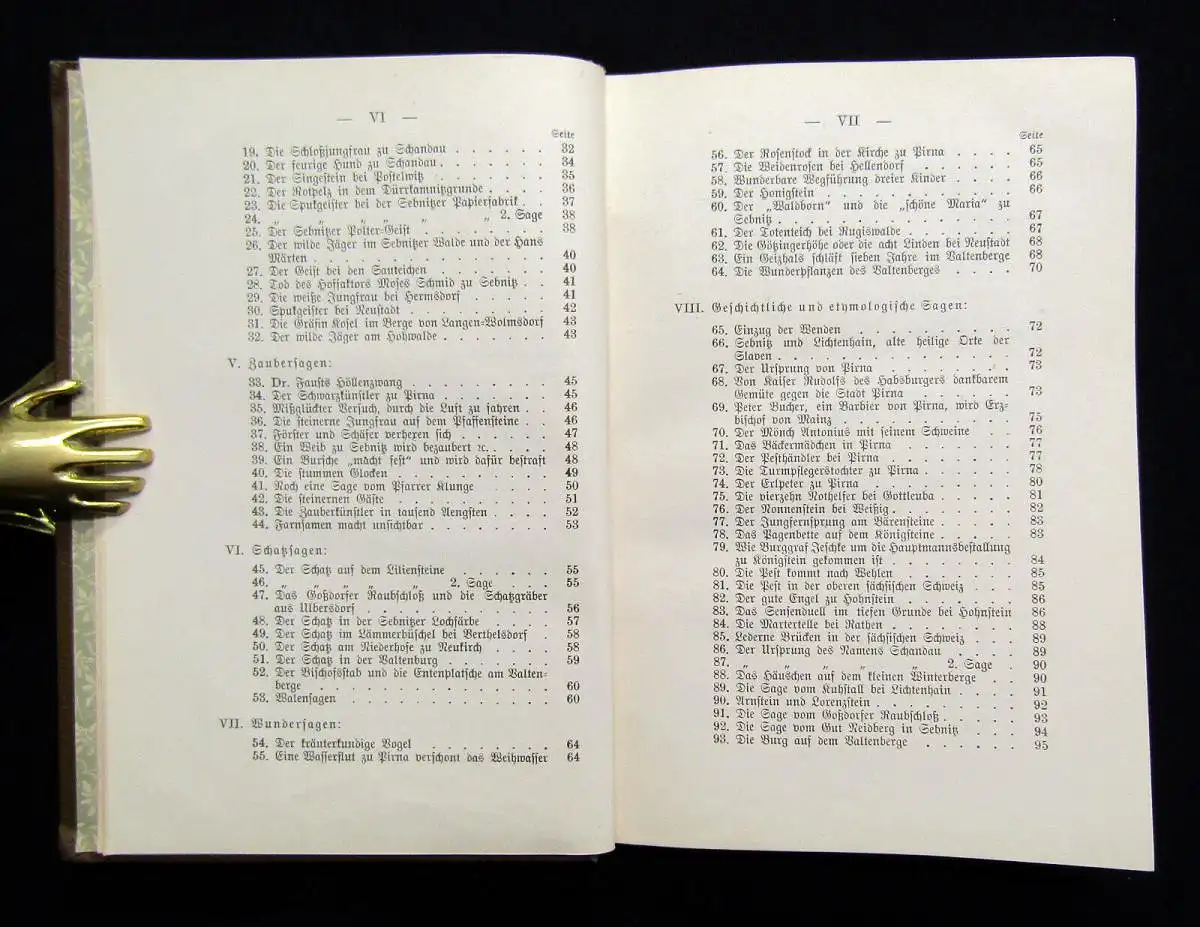 — VI —
Seite
19. Die Schloßjungfrau zu Schandau . . . . . . 32
20. Der feurige Hund zu Schandau . . . . . . . 34
21. Der Singestein bei Postelwitz . . . . . . . 35
22. Der Rotpelz in dem Dürrkamnitzgrunde . . . . 36
23. Die Spukgeister bei der Sebnitzer Papierfabrik . . 37
24. „ „ „ „ „ „ 2. Sage 38
25. Der Sebnitzer Polter-Geist . . . . . . . 38
26. Der wilde Jäger im Sebnitzer Walde und der Hans
Märten . . . . . . . . . . . . 40
27. Der Geist bei den Sauteichen . . . . . . . 40
28. Tod des Hoffaktors Moses Schmid zu Sebnitz . . 41
29. Die weiße Jungfrau bei Hermsdorf . . . . . 41
30. Spukgeister bei Neustadt . . . . . . . . 42
31. Die Gräfin Kosel im Berge von Langen-Wolmsdorf 43
32. Der wilde Jäger am Hohwalde . . . . . . . 43
V. Zaubersagen:
33. Dr. Fausts Höllenzwang . . . . . . . . 45
34. Der Schwarzkünstler zu Pirna . . . . . . . 45
35. Mißglückter Versuch, durch die Luft zu fahren . . 46
36. Die steinerne Jungfrau auf dem Pfaffensteine . . 46
37. Förster und Schäfer verhexen sich . . . . . 47
38. Ein Weib zu Sebnitz wird bezaubert ꝛc. . . . . 48
39. Ein Bursche „macht fest“ und wird dafür bestraft 48
40. Die stummen Glocken . . . . . . . . . 49
41. Noch eine Sage vom Pfarrer Klunge . . . . . 50
42. Die steinernen Gäste . . . . . . . . . 51
43. Die Zauberkünstler in tausend Aengsten . . . . 52
44. Farnsamen macht unsichtbar . . . . . . . 53
VI. Schatzsagen:
45. Der Schatz auf dem Liliensteine . . . . . . 55
46. „ „ „ „ „ 2. Sage . . . 55
47. Das Goßdorfer Raubschloß und die Schatzgräber
aus Ulbersdorf . . . . . . . . . . 56
48. Der Schatz in der Sebnitzer Lochfärbe . . . . 57
49. Der Schatz im Lämmerbüschel bei Berthelsdorf . 58
50. Der Schatz am Niederhofe zu Neukirch . . . . 58
51. Der Schatz in der Valtenburg . . . . . . . 59
52. Der Bischofsstab und die Entenplatsche am Valten-
berge . . . . . . . . . . . . 60
53. Walensagen . . . . . . . . . . . 60
VII. Wundersagen:
54. Der kräuterkundige Vogel . . . . . . . . 64
55. Eine Wasserflut zu Pirna verschont das Weihwasser 64
— VII —
Seite
56. Der Rosenstock in der Kirche zu Pirna . . . . 65
57. Die Weidenrosen bei Hellendorf . . . . . . 65
58. Wunderbare Wegführung dreier Kinder . . . . 66
59. Der Honigstein . . . . . . . . . . . 66
60. Der „Waldborn“ und die „schöne Maria“ zu
Sebnitz . . . . . . . . . . . . 67
61. Der Totenteich bei Rugiswalde . . . . . . . 67
62. Die Götzingerhöhe oder die acht Linden bei Neustadt 68
63. Ein Geizhals schläft sieben Jahre im Valtenberge 68
64. Die Wunderpflanzen des Valtenberges . . . . 70
VIII. Geschichtliche und etymologische Sagen:
65. Einzug der Wenden . . . . . . . . . . 72
66. Sebnitz und Lichtenhain, alte heilige Orte der
Slaven . . . . . . . . . . . . 72
67. Der Ursprung von Pirna . . . . . . . . 73
68. Von Kaiser Rudolfs des Habsburgers dankbarem
Gemüte gegen die Stadt Pirna . . . . . 73
69. Peter Bucher, ein Barbier von Pirna, wird Erz-
bischof von Mainz . . . . . . . . . 75
70. Der Mönch Antonius mit seinem Schweine . . . 76
71. Das Bäckermädchen in Pirna . . . . . . . 77
72. Der Pesthändler bei Pirna . . . . . . . . 77
73. Die Turmpflegerstochter zu Pirna . . . . . . 78
74. Der Erlpeter zu Pirna . . . . . . . . . 80
75. Die vierzehn Nothelfer bei Gottleuba . . . . . 81
76. Der Nonnenstein bei Weißig . . . . . . . 82
77. Der Jungfernsprung am Bärensteine . . . . . 83
78. Das Pagenbette auf dem Königsteine . . . . . 83
79. Wie Burggraf Jeschke um die Hauptmannsbestallung
zu Königstein gekommen ist . . . . . . 84
80. Die Pest kommt nach Wehlen . . . . . . . 85
81. Die Pest in der oberen sächsischen Schweiz . . . 85
82. Der gute Engel zu Hohnstein . . . . . . . 86
83. Das Sensenduell im tiefen Grunde bei Hohnstein 86
84. Die Martertelle bei Rathen . . . . . . . . 88
85. Lederne Brücken in der sächsischen Schweiz . . . 89
86. Der Ursprung des Namens Schandau . . . . 89
87. „ „ „ „ „ 2. Sage . 90
88. Das Häuschen auf dem kleinen Winterberge . . 90
89. Die Sage vom Kuhstall bei Lichtenhain . . . . 91
90. Arnstein und Lorenzstein . . . . . . . . 92
91. Die Sage vom Goßdorfer Raubschloß . . . . . 93
92. Die Sage vom Gut Neidberg in Sebnitz . . . 94
93. Die Burg auf dem Valtenberge . . . . . . 95